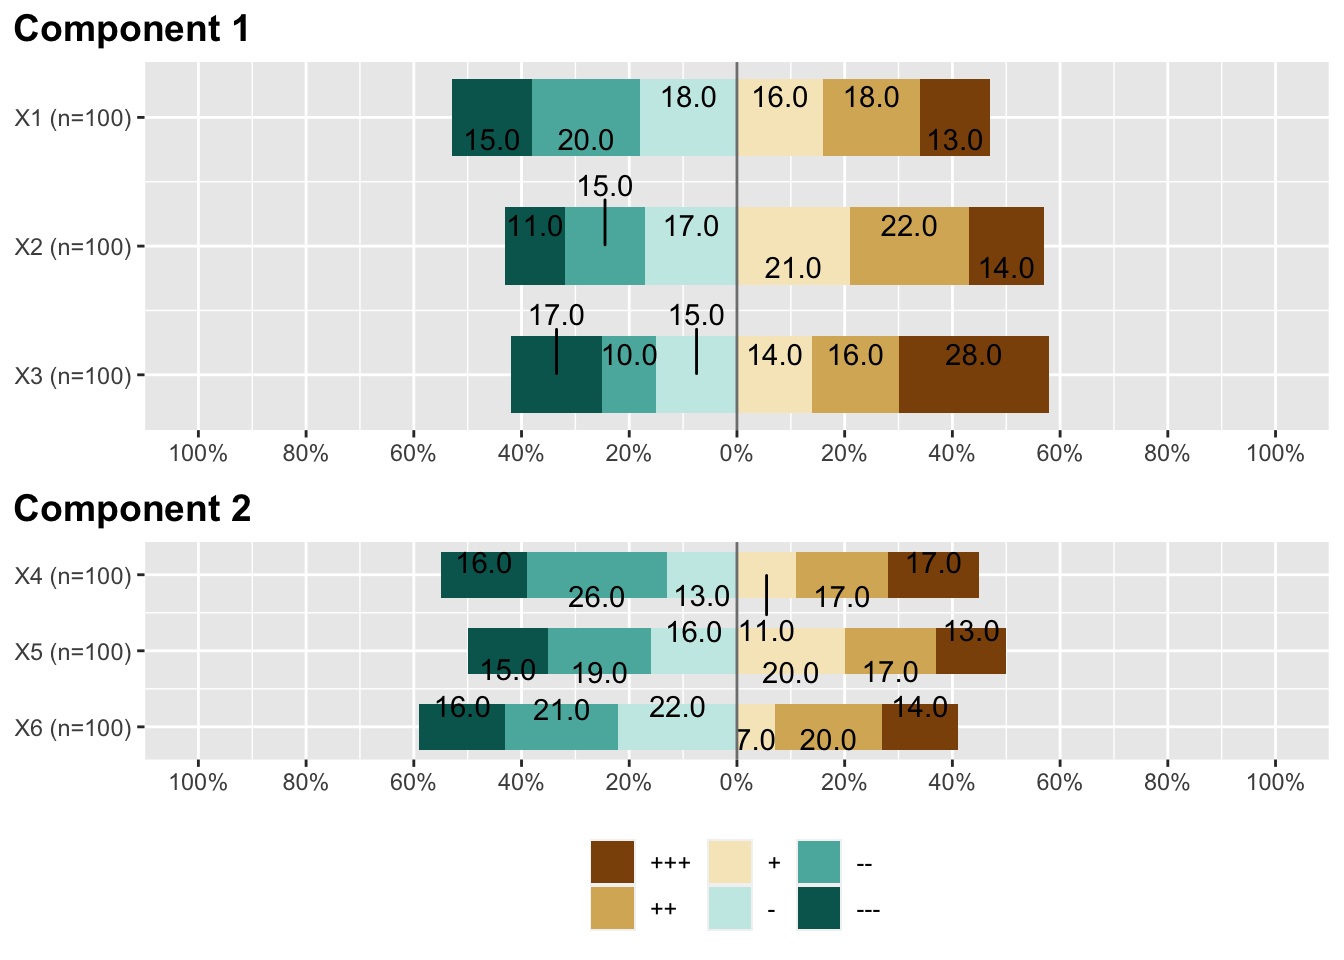 Component 1
18.0 16.0 18.0
X1 (n=100)
15.0 20.0 13.0
15.0
11.0 17.0 22.0
X2 (n=100)
21.0 14.0
17.0 15.0
10.0 14.0 16.0 28.0
X3 (n=100)
100% 80% 60% 40% 20% 0% 20% 40% 60% 80% 100%
Component 2
16.0 17.0
X4 (n=100)
26.0 13.0 17.0
16.0 11.0 13.0
X5 (n=100)
15.0 19.0 20.0 17.0
16.0 21.0 22.0 14.0
X6 (n=100)
7.0 20.0
100% 80% 60% 40% 20% 0% 20% 40% 60% 80% 100%
+++ + --
++ - ---